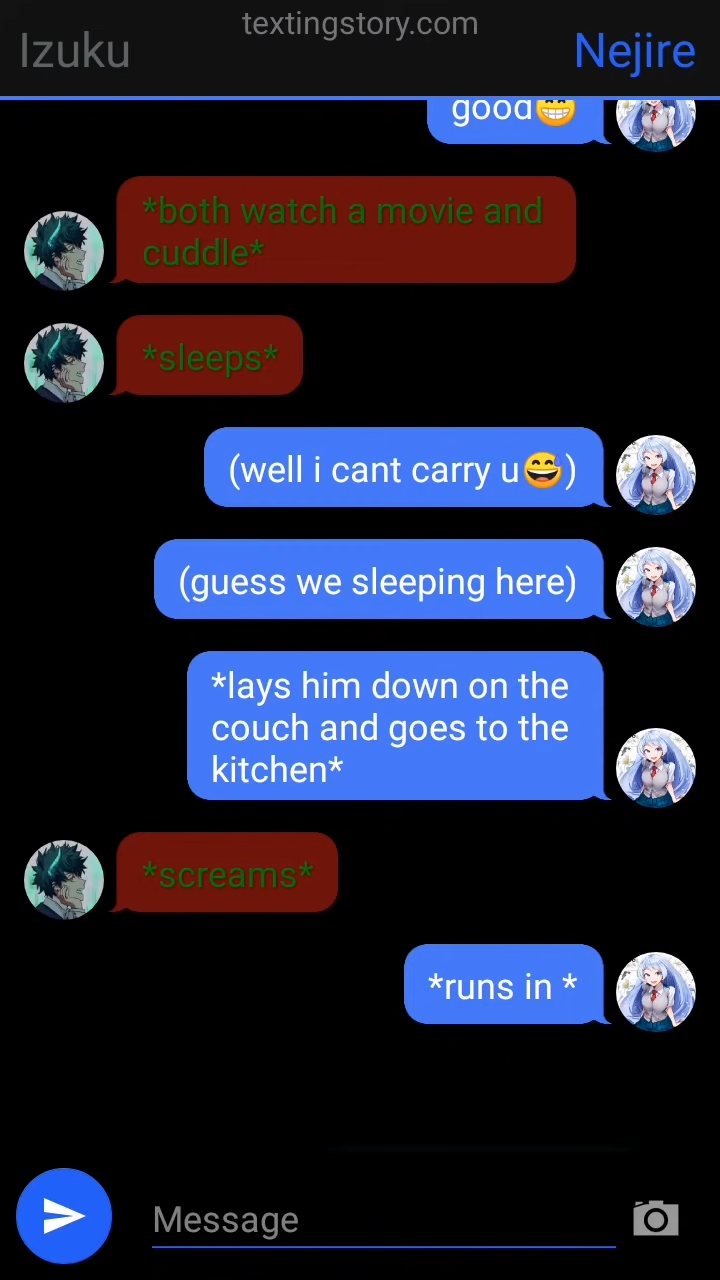 textingstory.com
Izuku
Nejire
good😁
*both watch a movie and
cuddle*
*sleeps*
(well i cant carry u😅)
(guess we sleeping here)
*lays him down on the
couch and goes to the
kitchen*
*screams*
*runs in *
Message